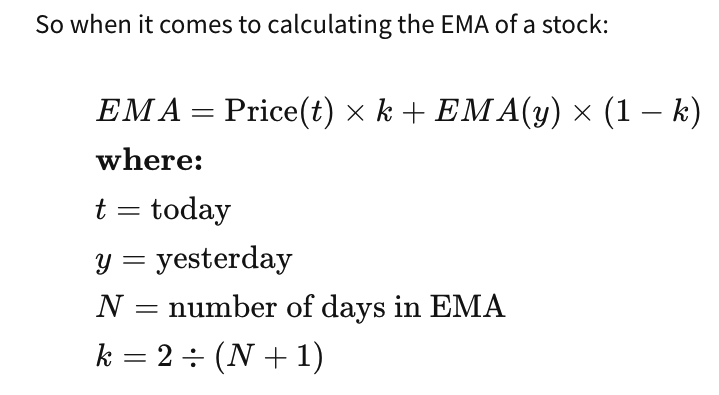 So when it comes to calculating the EMA of a stock:
EMA = Price(t) × k + EMA(y) × (1 − k)
where:
t = today
y = yesterday
N = number of days in EMA
k = 2 ÷ (N + 1)